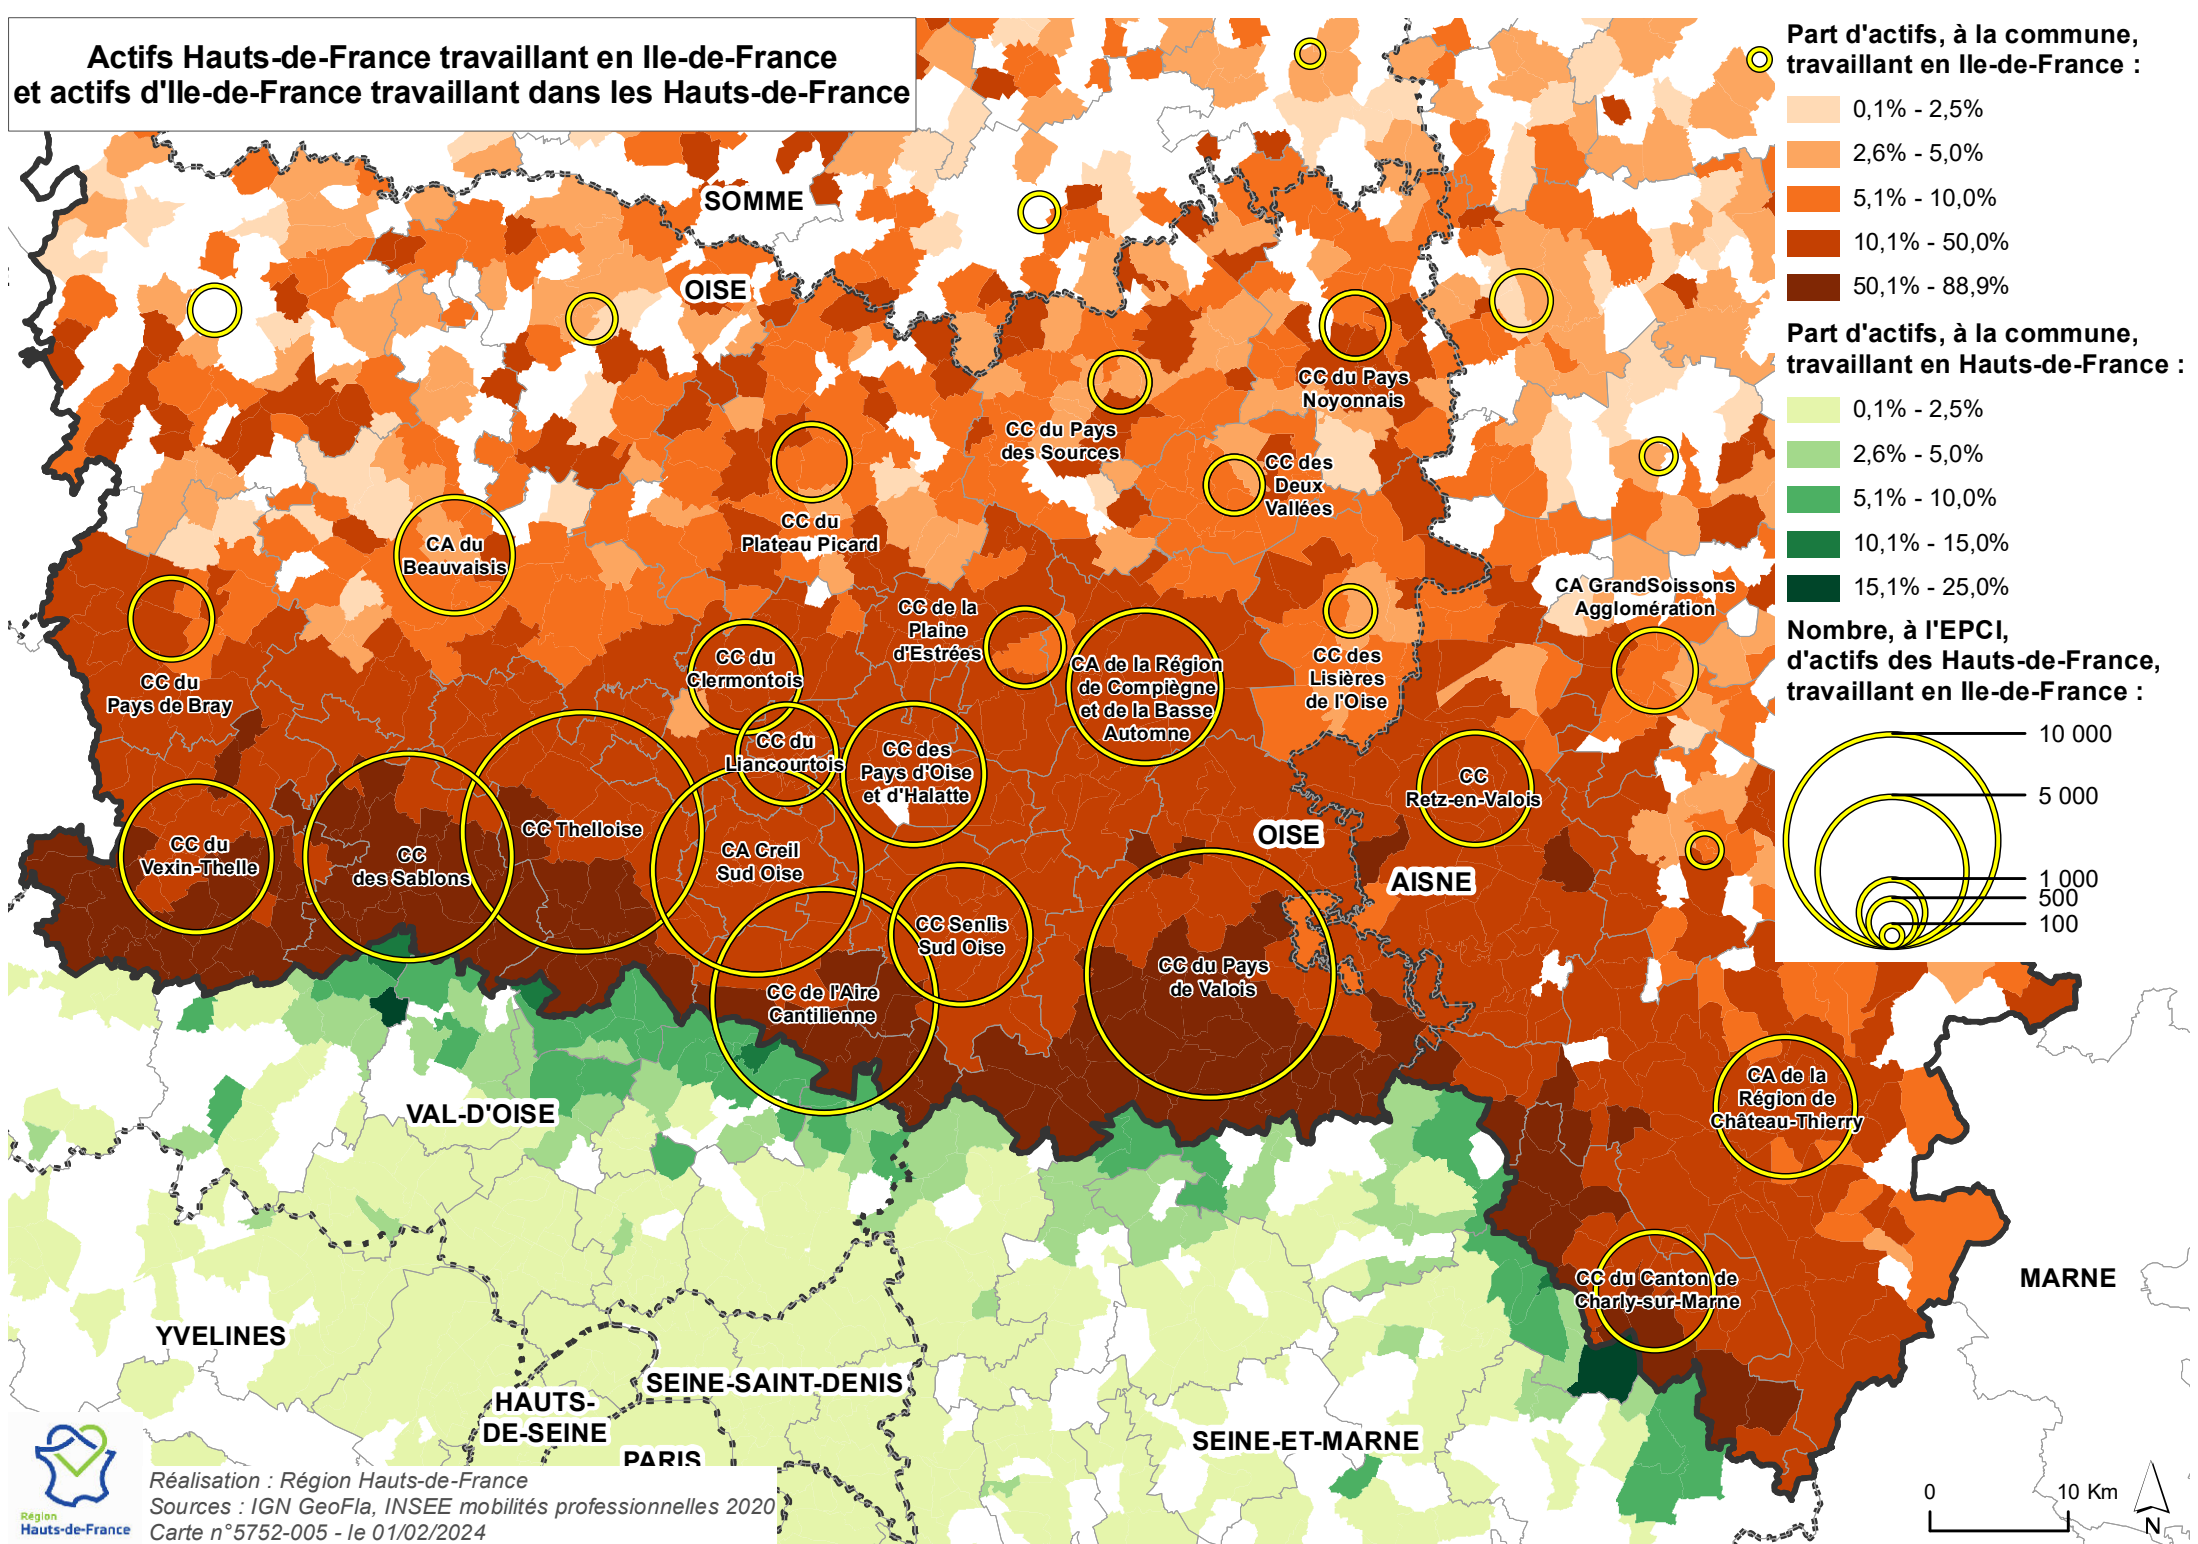 Actifs Hauts-de-France travaillant en Ile-de-France
et actifs d'Ile-de-France travaillant dans les Hauts-de-France
Part d'actifs, à la commune,
travaillant en Ile-de-France :
0,1% - 2,5%
2,6% - 5,0%
5,1% - 10,0%
10,1% - 50,0%
50,1% - 88,9%
Part d'actifs, à la commune,
travaillant en Hauts-de-France :
0,1% - 2,5%
2,6% - 5,0%
5,1% - 10,0%
10,1% - 15,0%
15,1% - 25,0%
Nombre, à l'EPCI,
d'actifs des Hauts-de-France,
travaillant en Ile-de-France :
10 000
5 000
1 000
500
100
SOMME
OISE
CC du Pays
Noyonnais
CC du Pays
des Sources
CC des
Deux
Vallées
CC du
Plateau Picard
CA du
Beauvaisis
CA GrandSoissons
Agglomération
CC de la
Plaine
d'Estrées
CC du
Clermontois
CA de la Région
de Compiègne
et de la Basse
Automne
CC des
Lisières
de l'Oise
CC du
Pays de Bray
CC du
Liancourtois
CC des
Pays d'Oise
et d'Halatte
CC
Retz-en-Valois
CC Thelloise
OISE
CC du
Vexin-Thelle
CC
des Sablons
CA Creil
Sud Oise
AISNE
CC Senlis
Sud Oise
CC du Pays
de Valois
CC de l'Aire
Cantilienne
CA de la
Région de
Château-Thierry
VAL-D'OISE
CC du Canton de
Charly-sur-Marne
MARNE
YVELINES
SEINE-SAINT-DENIS
HAUTS-
DE-SEINE
PARIS
SEINE-ET-MARNE
Région
Hauts-de-France
Réalisation : Région Hauts-de-France
Sources : IGN GeoFla, INSEE mobilités professionnelles 2020
Carte n°5752-005 - le 01/02/2024
0 10 Km
N